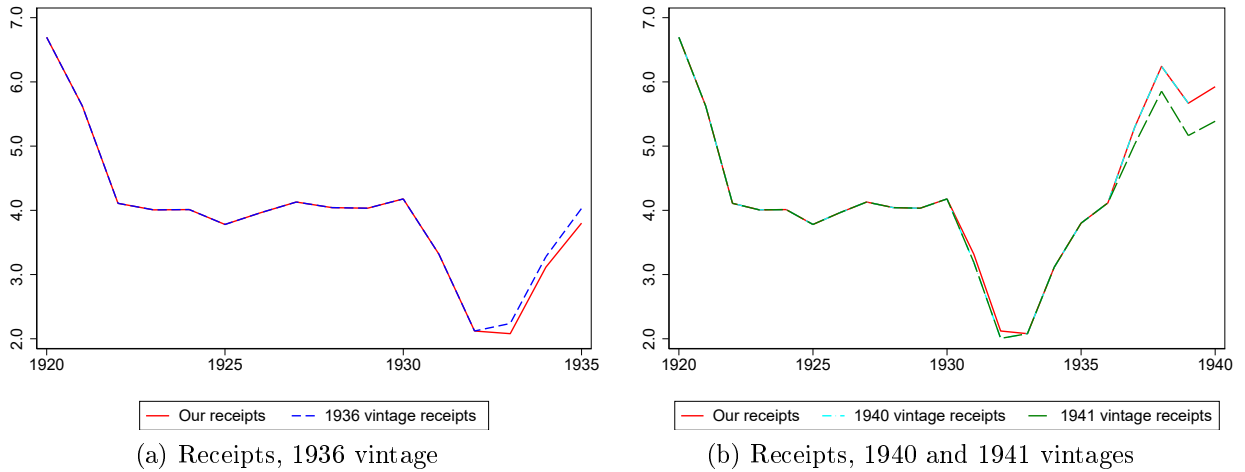 7.0
6.0
5.0
4.0
3.0
2.0
1920 1925 1930 1935
Our receipts 1936 vintage receipts
(a) Receipts, 1936 vintage
7.0
6.0
5.0
4.0
3.0
2.0
1920 1925 1930 1935 1940
Our receipts 1940 vintage receipts 1941 vintage receipts
(b) Receipts, 1940 and 1941 vintages